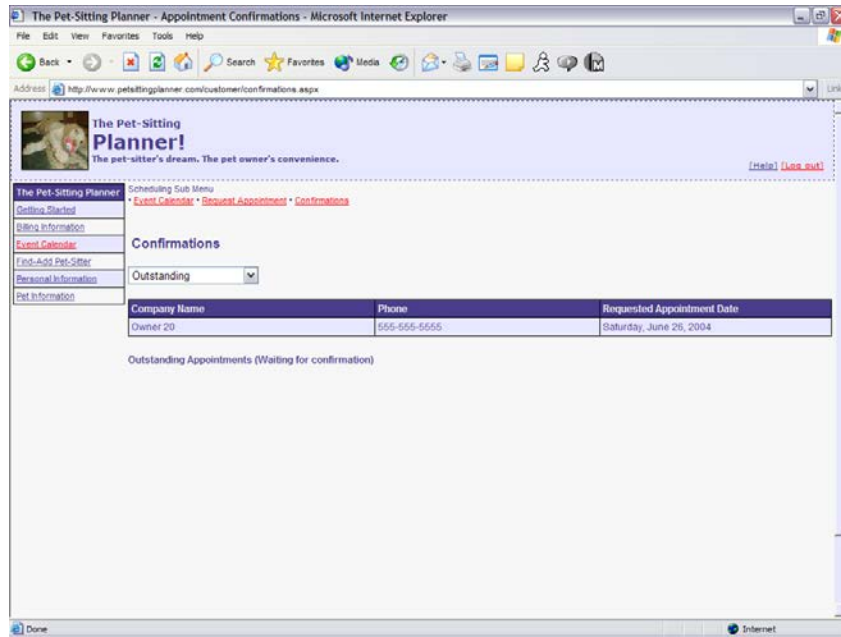 The Pet-Sitting Planner - Appointment Confirmations - Microsoft Internet Explorer
File Edit View Favorites Tools Help
Back Search Favorites Media
Address http://www.petsittingplanner.com/customer/confirmations.aspx Link
The Pet-Sitting
Planner!
The pet-sitter's dream. The pet owner's convenience.
[Help] [Log out]
The Pet-Sitting Planner
Getting Started
Billing Information
Event Calendar
Find-Add Pet-Sitter
Personal Information
Pet Information
Scheduling Sub Menu
• Event Calendar • Request Appointment • Confirmations
Confirmations
Outstanding
Company Name Phone Requested Appointment Date
Owner 20 555-555-5555 Saturday, June 26, 2004
Outstanding Appointments (Waiting for confirmation)
Done Internet